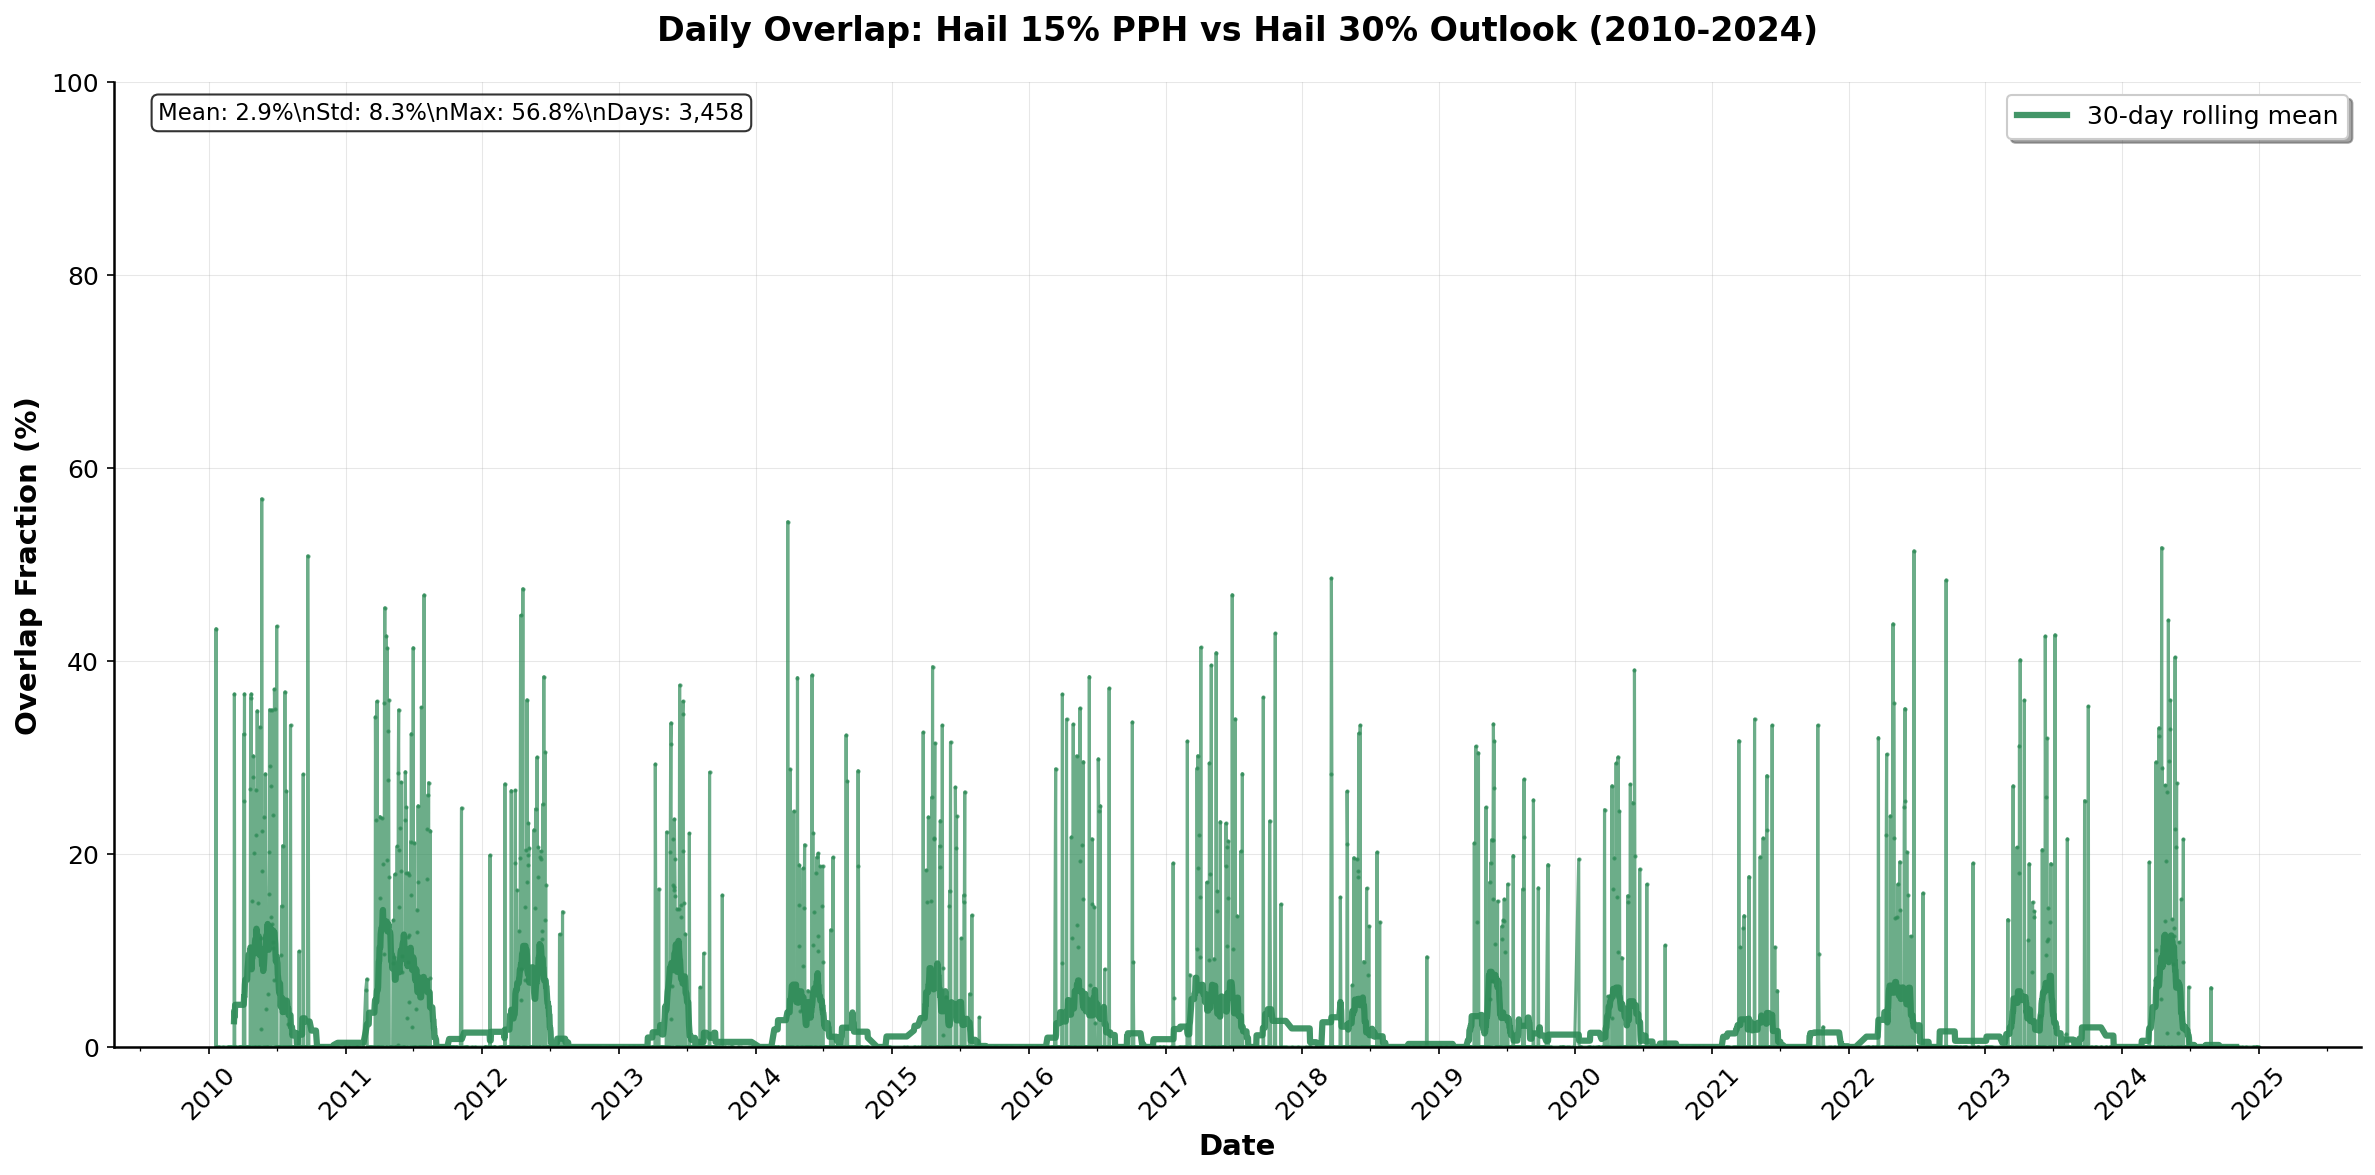 Daily Overlap: Hail 15% PPH vs Hail 30% Outlook (2010-2024)
Mean: 2.9%\nStd: 8.3%\nMax: 56.8%\nDays: 3,458
30-day rolling mean
Overlap Fraction (%)
100
80
60
40
20
0
2010 2011 2012 2013 2014 2015 2016 2017 2018 2019 2020 2021 2022 2023 2024 2025
Date